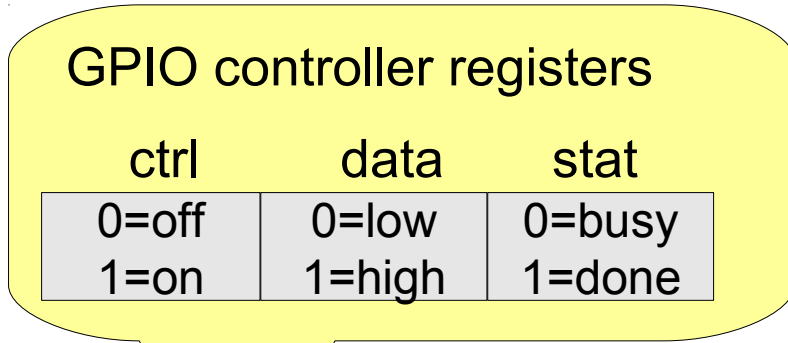 GPIO controller registers
ctrl data stat
0=off 0=low 0=busy
1=on 1=high 1=done